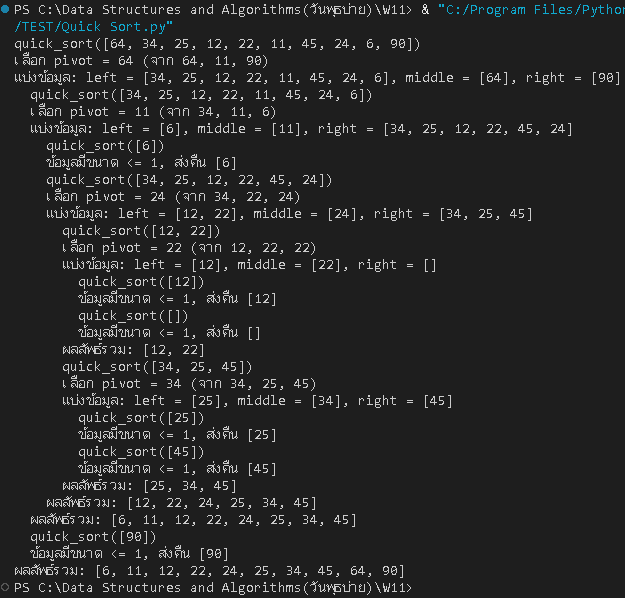 PS C:\Data Structures and Algorithms(วันพุธบ่าย)\W11> & "C:/Program Files/Python
/TEST/Quick Sort.py"
quick_sort([64, 34, 25, 12, 22, 11, 45, 24, 6, 90])
เลือก pivot = 64 (จาก 64, 11, 90)
แบ่งข้อมูล: left = [34, 25, 12, 22, 11, 45, 24, 6], middle = [64], right = [90]
quick_sort([34, 25, 12, 22, 11, 45, 24, 6])
เลือก pivot = 11 (จาก 34, 11, 6)
แบ่งข้อมูล: left = [6], middle = [11], right = [34, 25, 12, 22, 45, 24]
quick_sort([6])
ข้อมูลมีขนาด <= 1, ส่งคืน [6]
quick_sort([34, 25, 12, 22, 45, 24])
เลือก pivot = 24 (จาก 34, 22, 24)
แบ่งข้อมูล: left = [12, 22], middle = [24], right = [34, 25, 45]
quick_sort([12, 22])
เลือก pivot = 22 (จาก 12, 22, 22)
แบ่งข้อมูล: left = [12], middle = [22], right = []
quick_sort([12])
ข้อมูลมีขนาด <= 1, ส่งคืน [12]
quick_sort([])
ข้อมูลมีขนาด <= 1, ส่งคืน []
ผลลัพธ์รวม: [12, 22]
quick_sort([34, 25, 45])
เลือก pivot = 34 (จาก 34, 25, 45)
แบ่งข้อมูล: left = [25], middle = [34], right = [45]
quick_sort([25])
ข้อมูลมีขนาด <= 1, ส่งคืน [25]
quick_sort([45])
ข้อมูลมีขนาด <= 1, ส่งคืน [45]
ผลลัพธ์รวม: [25, 34, 45]
ผลลัพธ์รวม: [12, 22, 24, 25, 34, 45]
ผลลัพธ์รวม: [6, 11, 12, 22, 24, 25, 34, 45]
quick_sort([90])
ข้อมูลมีขนาด <= 1, ส่งคืน [90]
ผลลัพธ์รวม: [6, 11, 12, 22, 24, 25, 34, 45, 64, 90]
PS C:\Data Structures and Algorithms(วันพุธบ่าย)\W11>